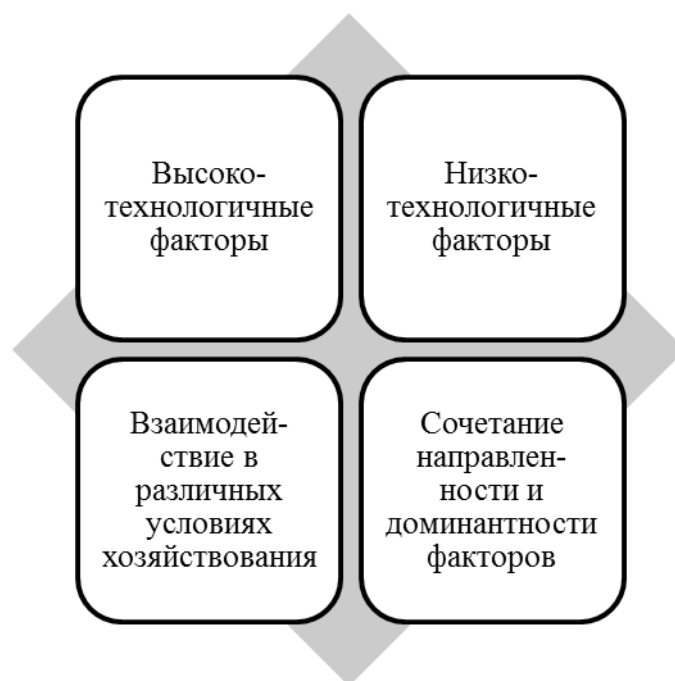 Высоко-
технологичные
факторы
Низко-
технологичные
факторы
Взаимодей-
ствие в
различных
условиях
хозяйствования
Сочетание
направлен-
ности и
доминантности
факторов